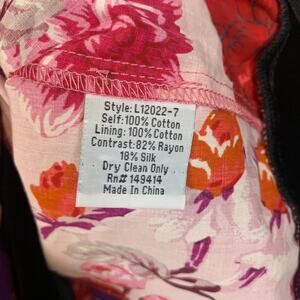 Style: L12022-7
Self:100% Cotton
Lining: 100% Cotton
Contrast:82% Rayon
18% Silk
Dry Clean Only
Rn# 149414
Made In China